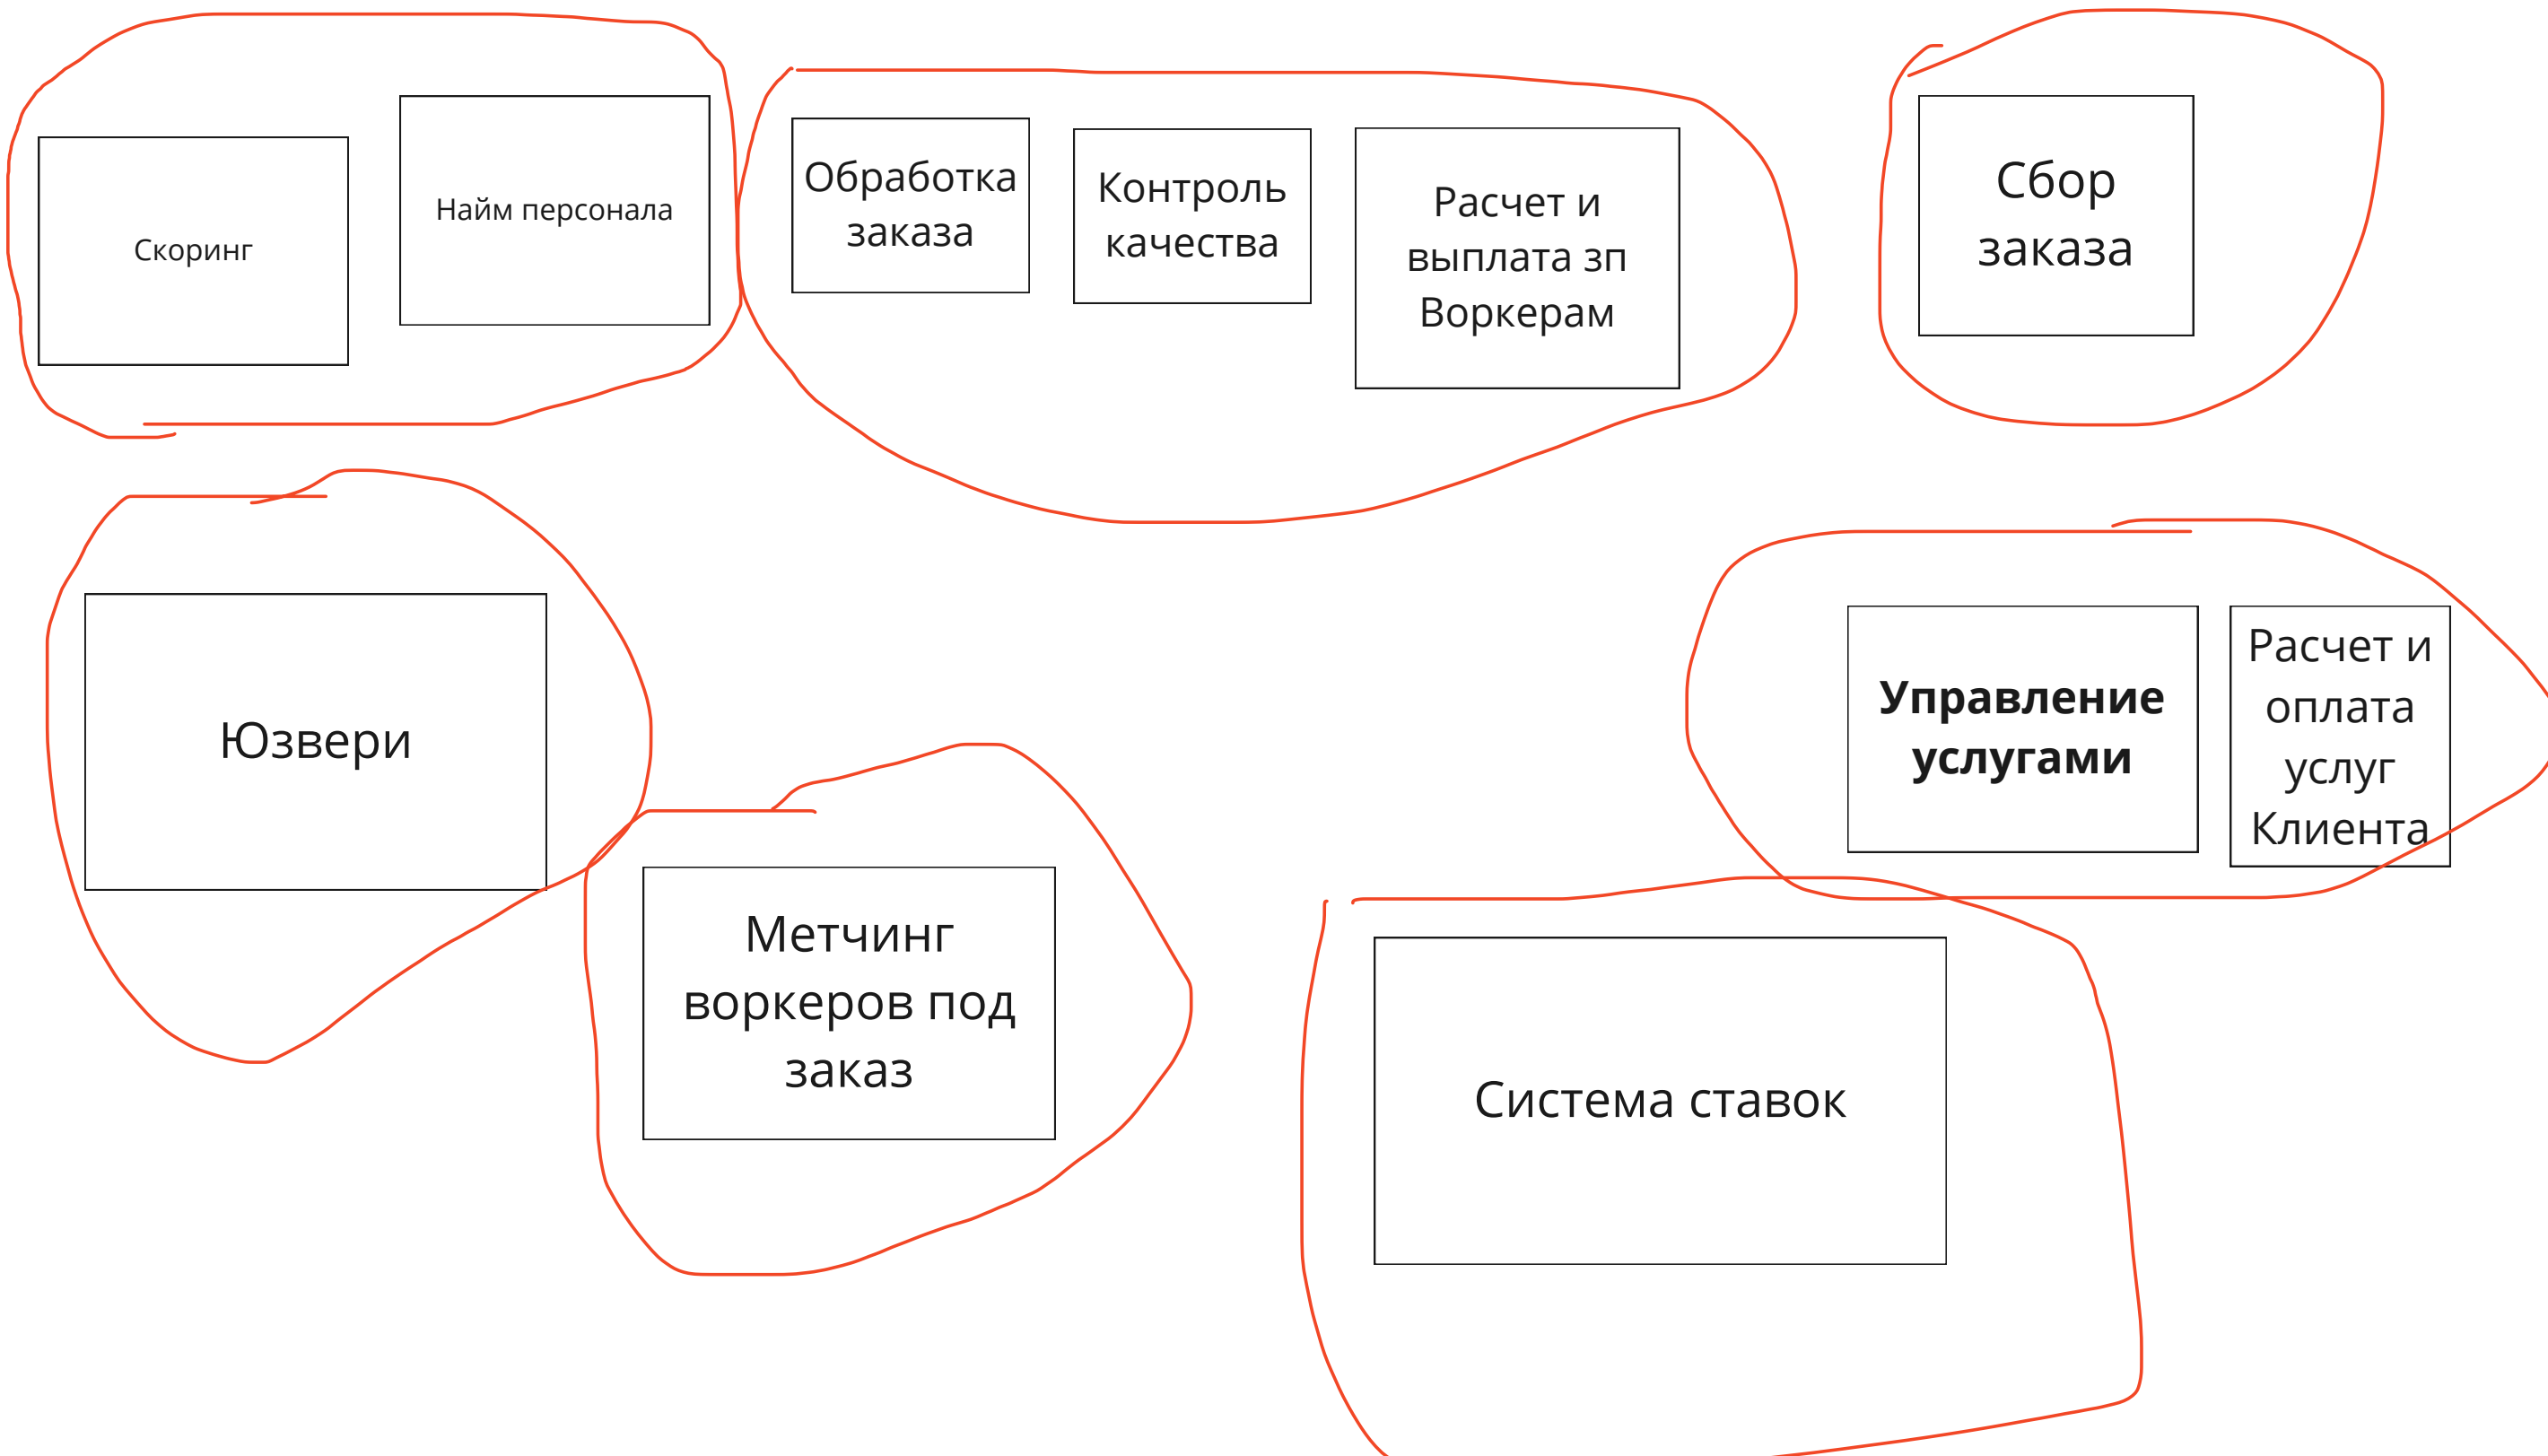 Скоринг
Найм персонала
Обработка
заказа
Контроль
качества
Расчет и
выплата зп
Воркерам
Сбор
заказа
Юзвери
Управление
услугами
Расчет и
оплата
услуг
Клиента
Метчинг
воркеров под
заказ
Система ставок